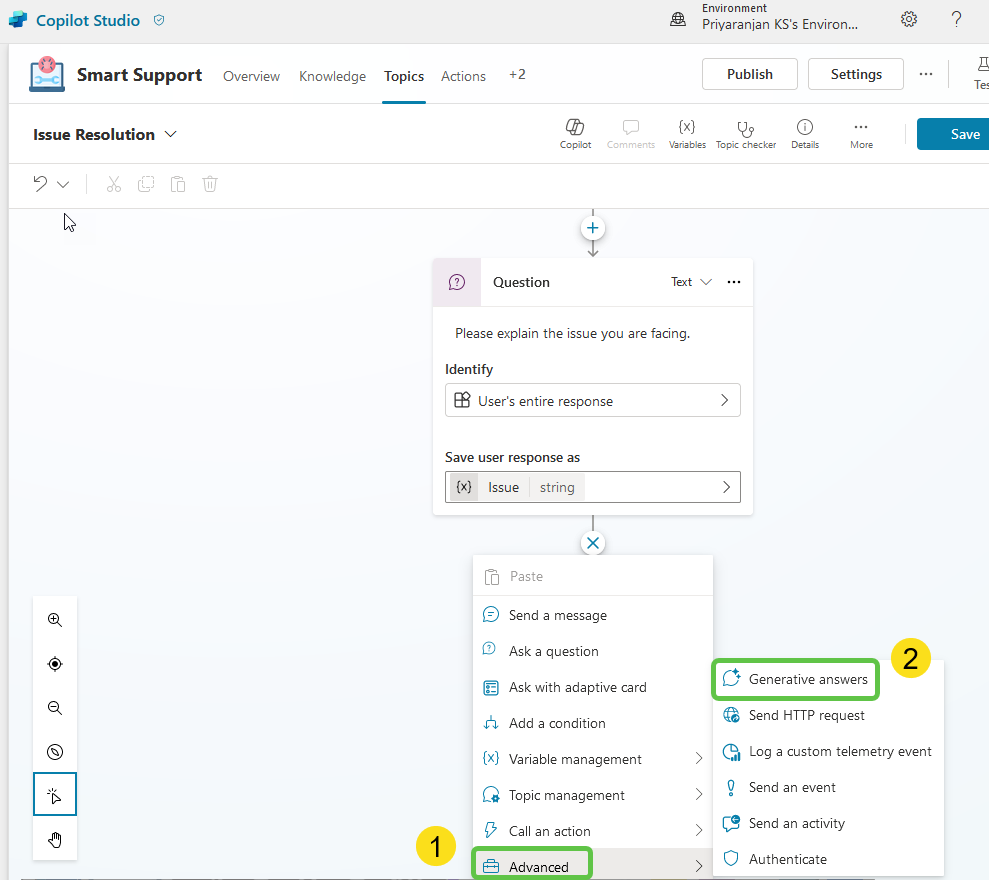 Copilot Studio
Environment
Priyaranjan KS's Environ...
?
Smart Support
Overview
Knowledge
Topics
Actions
+2
Publish
Settings
...
Tes
Issue Resolution
Copilot
Comments
{x}
Variables
Topic checker
Details
More
Save
Question
Text
...
Please explain the issue you are facing.
Identify
User's entire response
Save user response as
{x} Issue string
Paste
Send a message
Ask a question
Ask with adaptive card
Add a condition
{x} Variable management
Topic management
Call an action
1
Advanced
2
Generative answers
Send HTTP request
Log a custom telemetry event
Send an event
Send an activity
Authenticate